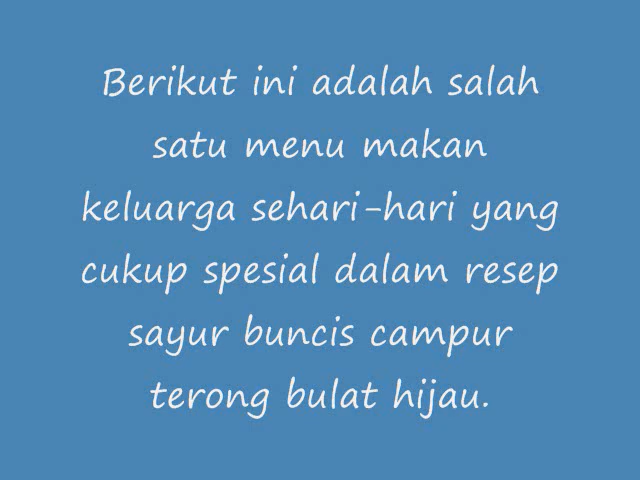 Berikut ini adalah salah
satu menu makan
keluarga sehari-hari yang
cukup spesial dalam resep
sayur buncis campur
terong bulat hijau.